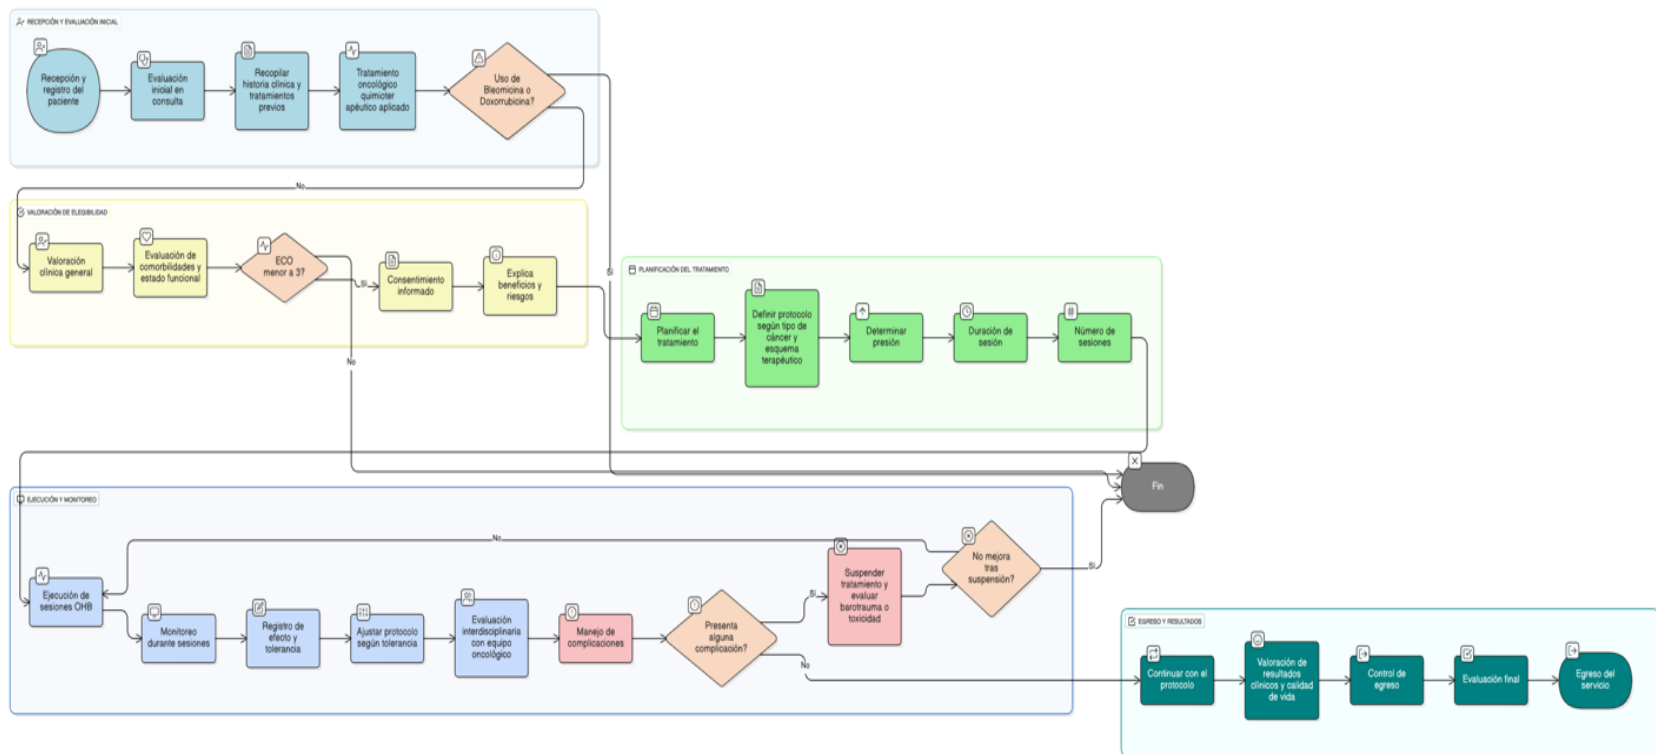 RECEPCIÓN Y EVALUACIÓN INICIAL
Recepción y
registro del
paciente
Evaluación
inicial en
consulta
Recopilar
historia clínica y
tratamientos
previos
Tratamiento
oncológico
quimioter
apéutico aplicado
Uso de
Bleomicina o
Doxorrubicina?
No
Sí
VALORACIÓN DE ELEGIBILIDAD
Valoración
clínica general
Evaluación de
comorbilidades y
estado funcional
ECO
menor a 3?
Sí
No
Consentimiento
informado
Explica
beneficios y
riesgos
PLANIFICACIÓN DEL TRATAMIENTO
Planificar el
tratamiento
Definir protocolo
según tipo de
cáncer y
esquema
terapéutico
Determinar
presión
Duración de
sesión
Número de
sesiones
Fin
EJECUCIÓN Y MONITOREO
Ejecución de
sesiones OHB
Monitoreo
durante sesiones
Registro de
efecto y
tolerancia
Ajustar protocolo
según tolerancia
Evaluación
interdisciplinaria
con equipo
oncológico
Manejo de
complicaciones
Presenta
alguna
complicación?
Sí
No
Suspender
tratamiento y
evaluar
barotrauma o
toxicidad
No mejora
tras
suspensión?
No
Sí
EGRESO Y RESULTADOS
Continuar con el
protocolo
Valoración de
resultados
clínicos y calidad
de vida
Control de
egreso
Evaluación final
Egreso del
servicio